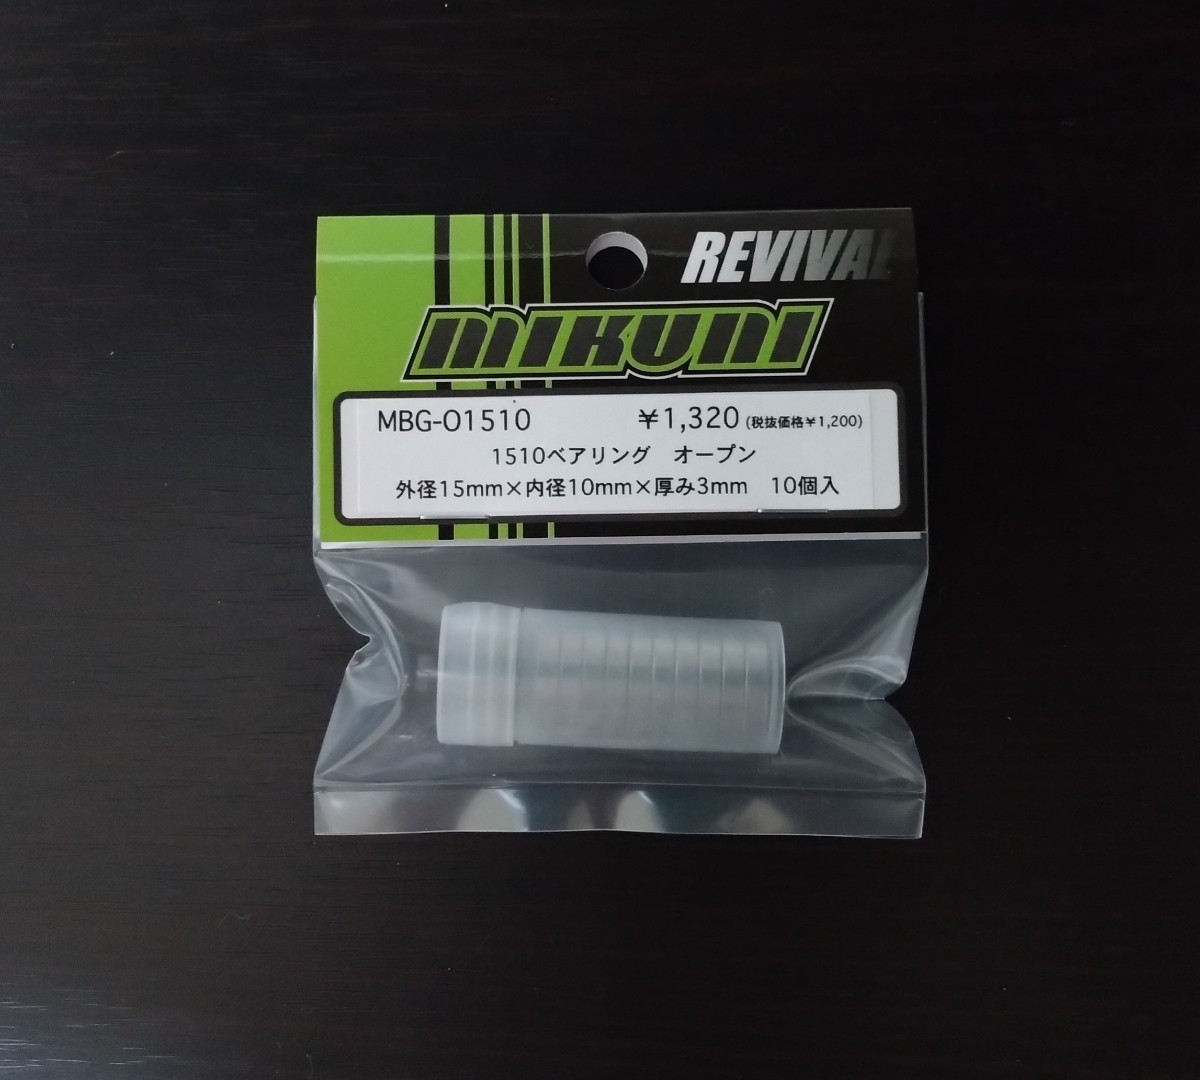 REVIVAL
mikuni
MBG-O1510 ￥1,320 (税抜価格￥1,200)
1510ベアリング　オープン
外径15mm×内径10mm×厚み3mm　10個入